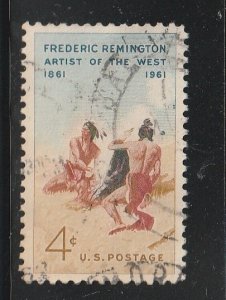 FREDERIC REMINGTON
ARTIST OF THE WEST
1861 1961
4¢ U.S. POSTAGE